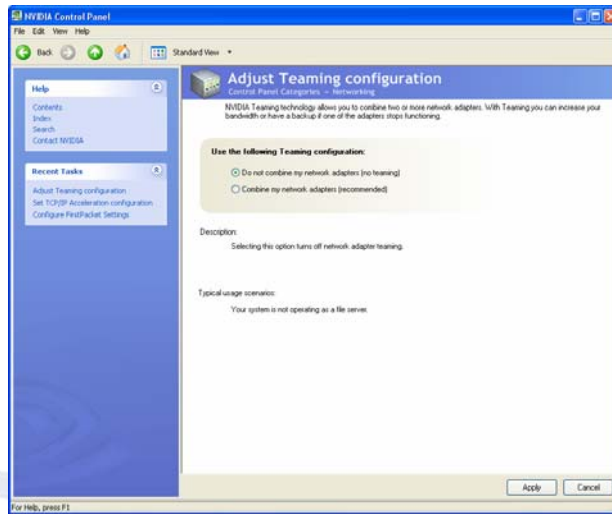 NVIDIA Control Panel
File Edit View Help
Back Standard View
Help
Contents
Index
Search
Contact NVIDIA
Recent Tasks
Adjust Teaming configuration
Set TCP/IP Acceleration configuration
Configure FirstPacket Settings
Adjust Teaming configuration
Control Panel Categories – Networking
NVIDIA Teaming technology allows you to combine two or more network adapters. With Teaming you can increase your
bandwidth or have a backup if one of the adapters stops functioning.
Use the following Teaming configuration:
Do not combine my network adapters (no teaming)
Combine my network adapters (recommended)
Description:
Selecting this option turns off network adapter teaming.
Typical usage scenarios:
Your system is not operating as a file server.
Apply Cancel
For Help, press F1